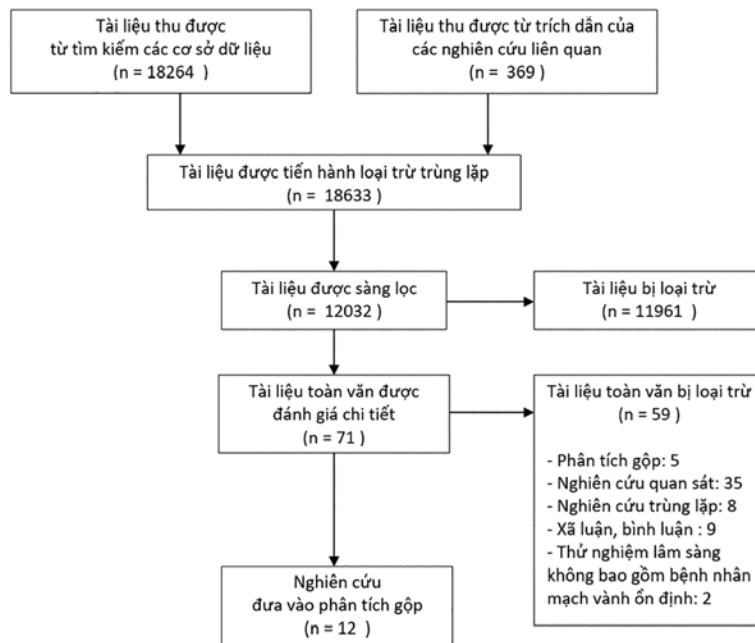 Tài liệu thu được
từ tìm kiếm các cơ sở dữ liệu
(n = 18264 )
Tài liệu thu được từ trích dẫn của
các nghiên cứu liên quan
(n = 369)
Tài liệu được tiến hành loại trừ trùng lặp
(n = 18633)
Tài liệu được sàng lọc
(n = 12032 )
Tài liệu bị loại trừ
(n = 11961 )
Tài liệu toàn văn được
đánh giá chi tiết
(n = 71 )
Tài liệu toàn văn bị loại trừ
(n = 59 )
- Phân tích gộp: 5
- Nghiên cứu quan sát: 35
- Nghiên cứu trùng lặp: 8
- Xã luận, bình luận : 9
- Thử nghiệm lâm sàng
không bao gồm bệnh nhân
mạch vành ổn định: 2
Nghiên cứu
đưa vào phân tích gộp
(n = 12 )